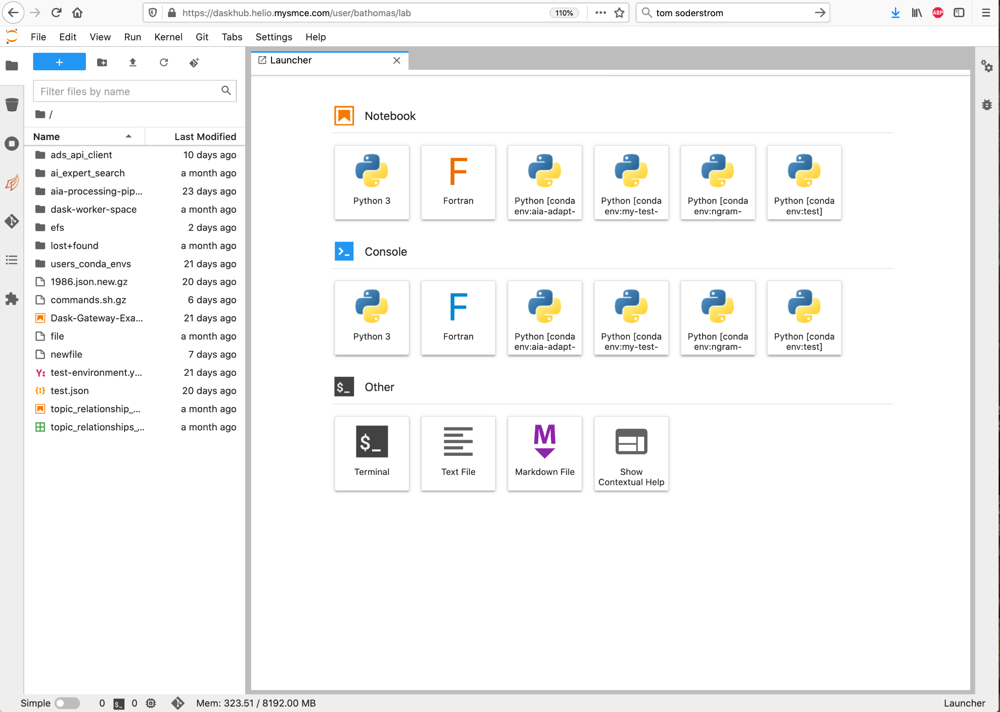 https://daskhub.helio.mysmce.com/user/bathomas/lab
110%
tom soderstrom
ABP
File Edit View Run Kernel Git Tabs Settings Help
+
Launcher
Filter files by name
/
Name Last Modified
ads_api_client 10 days ago
ai_expert_search a month ago
aia-processing-pip... 23 days ago
dask-worker-space a month ago
efs 2 days ago
lost+found a month ago
users_conda_envs 21 days ago
1986.json.new.gz 20 days ago
commands.sh.gz 6 days ago
Dask-Gateway-Exa... 21 days ago
file a month ago
newfile 7 days ago
Y: test-environment.y... 21 days ago
{:} test.json 20 days ago
topic_relationship_... a month ago
topic_relationships_... a month ago
Notebook
Python 3
F
Fortran
Python [conda
env:aia-adapt-
Python [conda
env:my-test-
Python [conda
env:ngram-
Python [conda
env:test]
>_ Console
Python 3
F
Fortran
Python [conda
env:aia-adapt-
Python [conda
env:my-test-
Python [conda
env:ngram-
Python [conda
env:test]
$_ Other
$_
Terminal
Text File
M
Markdown File
Show
Contextual Help
Simple 0 $_ 0 Mem: 323.51 / 8192.00 MB Launcher